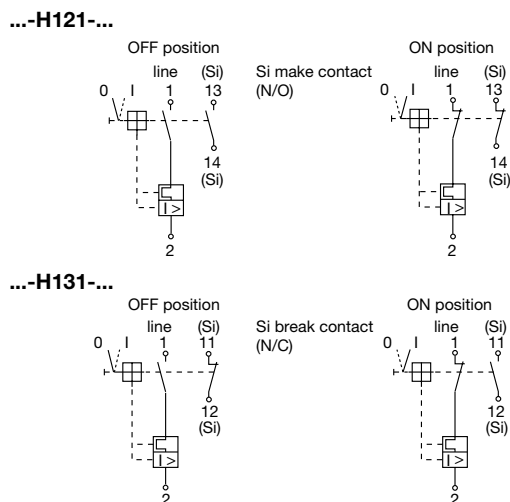 ...-H121-...
OFF position
ON position
line (Si)
Si make contact
line (Si)
0 I 1 13
(N/O)
0 I 1 13
14
(Si)
14
(Si)
I >
I >
2
2
...-H131-...
OFF position
ON position
line (Si)
Si break contact
line (Si)
0 I 1 11
(N/C)
0 I 1 11
12
(Si)
12
(Si)
I >
I >
2
2